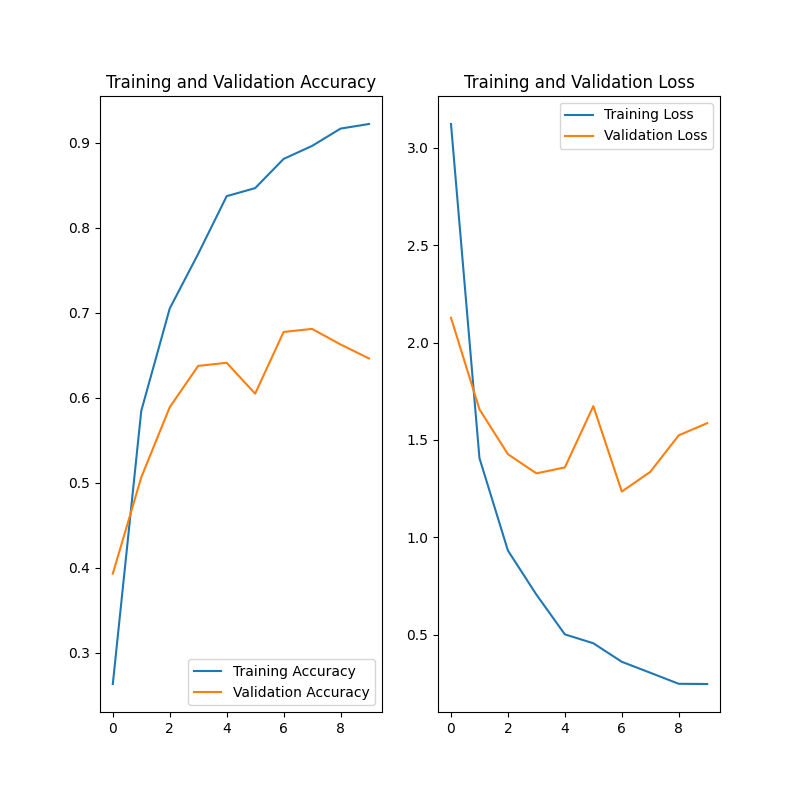 Training and Validation Accuracy
0.9
0.8
0.7
0.6
0.5
0.4
0.3
Training Accuracy
Validation Accuracy
0 2 4 6 8
Training and Validation Loss
Training Loss
Validation Loss
3.0
2.5
2.0
1.5
1.0
0.5
0 2 4 6 8